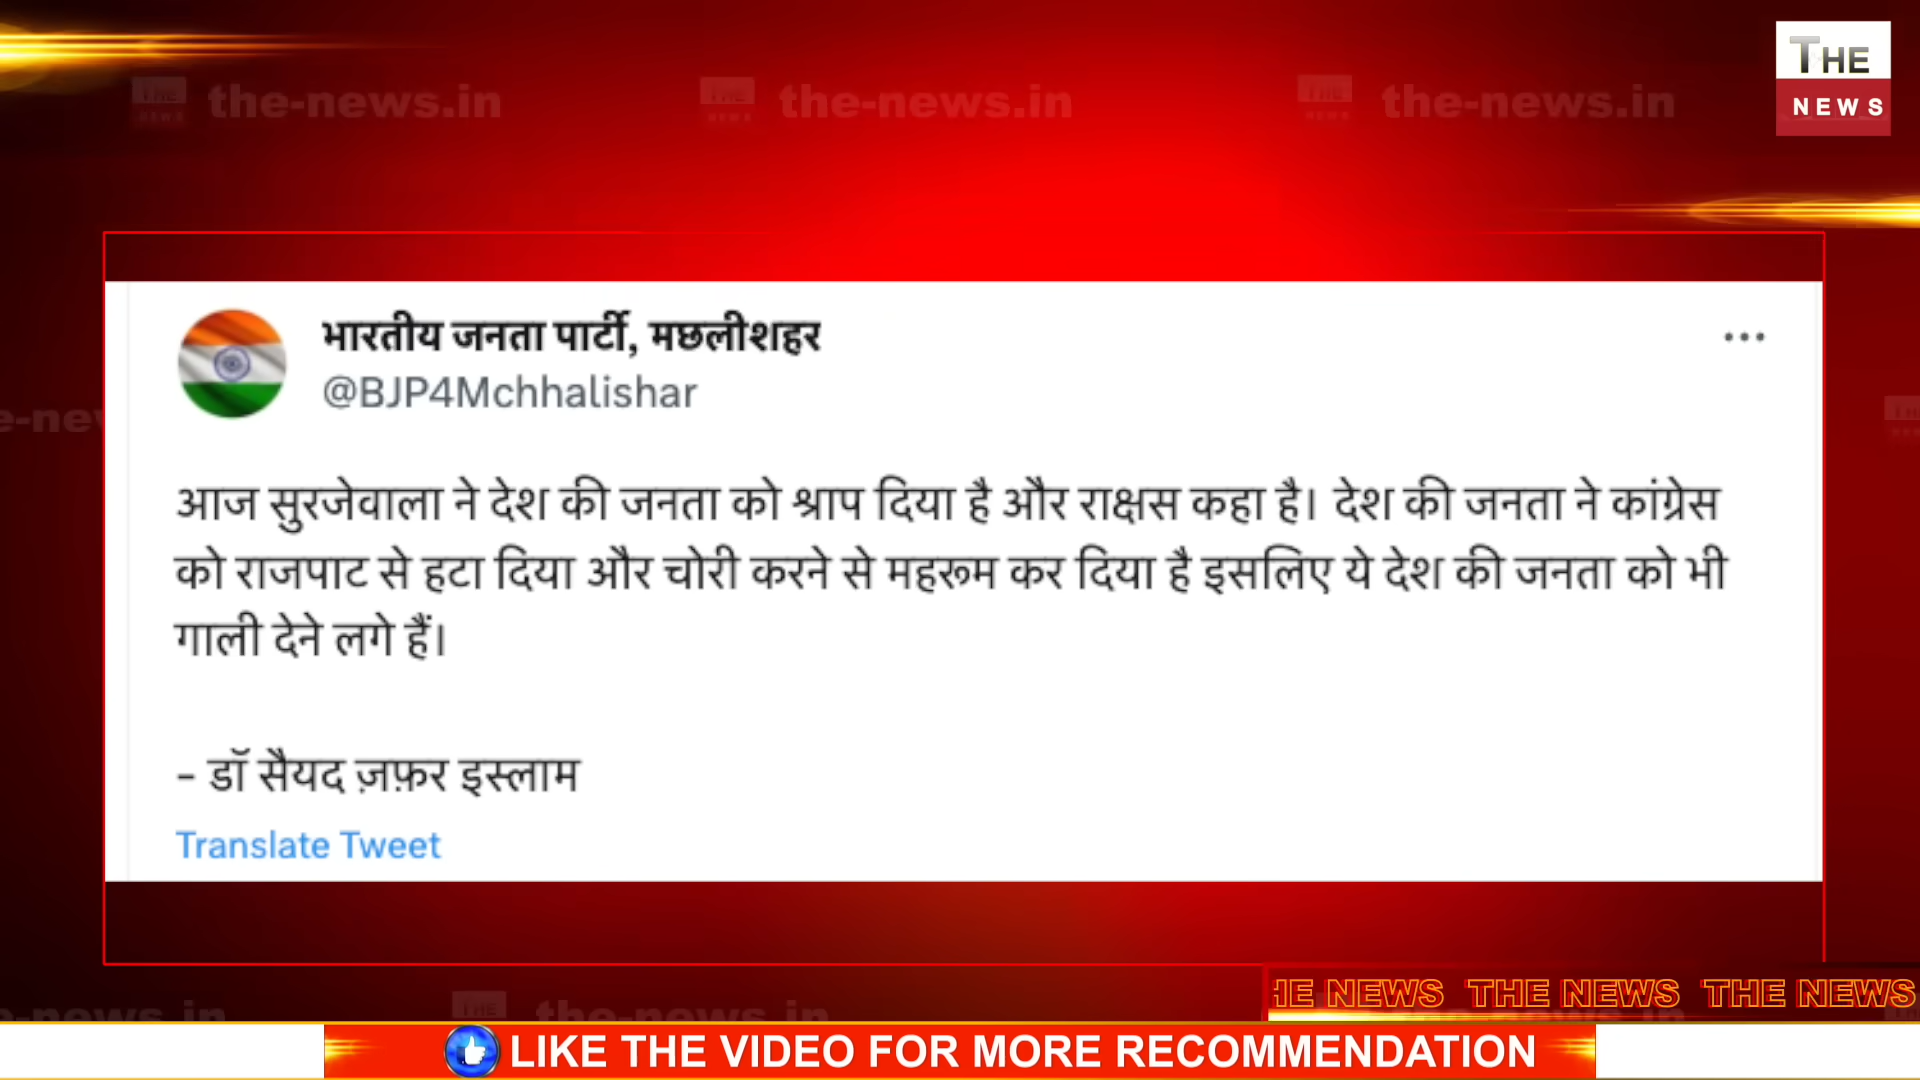 THE
NEWS
the-news.in the-news.in the-news.in
भारतीय जनता पार्टी, मछलीशहर
@BJP4Mchhalishar
आज सुरजेवाला ने देश की जनता को श्राप दिया है और राक्षस कहा है। देश की जनता ने कांग्रेस
को राजपाट से हटा दिया और चोरी करने से महरूम कर दिया है इसलिए ये देश की जनता को भी
गाली देने लगे हैं।
- डॉ सैयद ज़फ़र इस्लाम
Translate Tweet
THE NEWS THE NEWS
LIKE THE VIDEO FOR MORE RECOMMENDATION